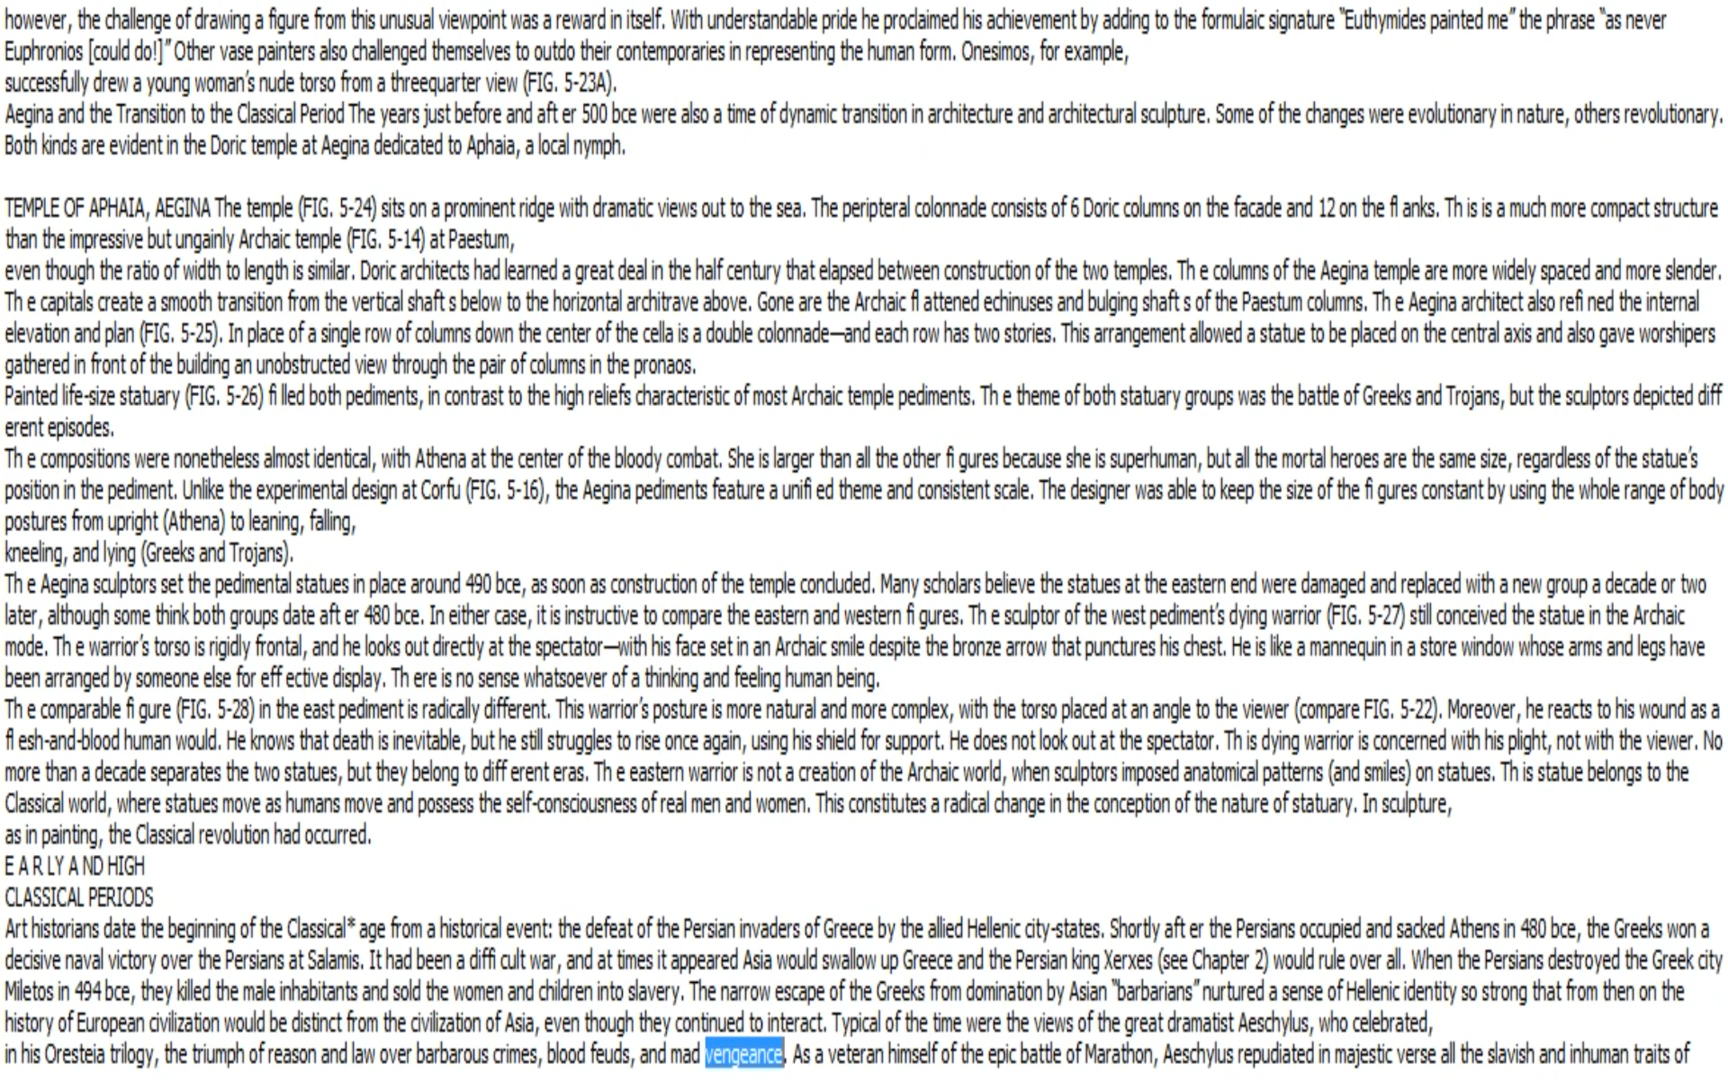 however, the challenge of drawing a figure from this unusual viewpoint was a reward in itself. With understandable pride he proclaimed his achievement by adding to the formulaic signature “Euthymides painted me” the phrase “as never
Euphronios [could do!]” Other vase painters also challenged themselves to outdo their contemporaries in representing the human form. Onesimos, for example,
successfully drew a young woman’s nude torso from a threequarter view (FIG. 5-23A).
Aegina and the Transition to the Classical Period The years just before and aft er 500 bce were also a time of dynamic transition in architecture and architectural sculpture. Some of the changes were evolutionary in nature, others revolutionary.
Both kinds are evident in the Doric temple at Aegina dedicated to Aphaia, a local nymph.
TEMPLE OF APHAIA, AEGINA The temple (FIG. 5-24) sits on a prominent ridge with dramatic views out to the sea. The peripteral colonnade consists of 6 Doric columns on the facade and 12 on the fl anks. Th is is a much more compact structure
than the impressive but ungainly Archaic temple (FIG. 5-14) at Paestum,
even though the ratio of width to length is similar. Doric architects had learned a great deal in the half century that elapsed between construction of the two temples. Th e columns of the Aegina temple are more widely spaced and more slender.
Th e capitals create a smooth transition from the vertical shaft s below to the horizontal architrave above. Gone are the Archaic fl attened echinuses and bulging shaft s of the Paestum columns. Th e Aegina architect also refi ned the internal
elevation and plan (FIG. 5-25). In place of a single row of columns down the center of the cella is a double colonnade—and each row has two stories. This arrangement allowed a statue to be placed on the central axis and also gave worshipers
gathered in front of the building an unobstructed view through the pair of columns in the pronaos.
Painted life-size statuary (FIG. 5-26) fi lled both pediments, in contrast to the high reliefs characteristic of most Archaic temple pediments. Th e theme of both statuary groups was the battle of Greeks and Trojans, but the sculptors depicted diff
erent episodes.
Th e compositions were nonetheless almost identical, with Athena at the center of the bloody combat. She is larger than all the other fi gures because she is superhuman, but all the mortal heroes are the same size, regardless of the statue’s
position in the pediment. Unlike the experimental design at Corfu (FIG. 5-16), the Aegina pediments feature a unifi ed theme and consistent scale. The designer was able to keep the size of the fi gures constant by using the whole range of body
postures from upright (Athena) to leaning, falling,
kneeling, and lying (Greeks and Trojans).
Th e Aegina sculptors set the pedimental statues in place around 490 bce, as soon as construction of the temple concluded. Many scholars believe the statues at the eastern end were damaged and replaced with a new group a decade or two
later, although some think both groups date aft er 480 bce. In either case, it is instructive to compare the eastern and western fi gures. Th e sculptor of the west pediment’s dying warrior (FIG. 5-27) still conceived the statue in the Archaic
mode. Th e warrior’s torso is rigidly frontal, and he looks out directly at the spectator—with his face set in an Archaic smile despite the bronze arrow that punctures his chest. He is like a mannequin in a store window whose arms and legs have
been arranged by someone else for eff ective display. Th ere is no sense whatsoever of a thinking and feeling human being.
Th e comparable fi gure (FIG. 5-28) in the east pediment is radically different. This warrior’s posture is more natural and more complex, with the torso placed at an angle to the viewer (compare FIG. 5-22). Moreover, he reacts to his wound as a
fl esh-and-blood human would. He knows that death is inevitable, but he still struggles to rise once again, using his shield for support. He does not look out at the spectator. Th is dying warrior is concerned with his plight, not with the viewer. No
more than a decade separates the two statues, but they belong to diff erent eras. Th e eastern warrior is not a creation of the Archaic world, when sculptors imposed anatomical patterns (and smiles) on statues. Th is statue belongs to the
Classical world, where statues move as humans move and possess the self-consciousness of real men and women. This constitutes a radical change in the conception of the nature of statuary. In sculpture,
as in painting, the Classical revolution had occurred.
E A R LY A ND HIGH
CLASSICAL PERIODS
Art historians date the beginning of the Classical* age from a historical event: the defeat of the Persian invaders of Greece by the allied Hellenic city-states. Shortly aft er the Persians occupied and sacked Athens in 480 bce, the Greeks won a
decisive naval victory over the Persians at Salamis. It had been a diffi cult war, and at times it appeared Asia would swallow up Greece and the Persian king Xerxes (see Chapter 2) would rule over all. When the Persians destroyed the Greek city
Miletos in 494 bce, they killed the male inhabitants and sold the women and children into slavery. The narrow escape of the Greeks from domination by Asian “barbarians” nurtured a sense of Hellenic identity so strong that from then on the
history of European civilization would be distinct from the civilization of Asia, even though they continued to interact. Typical of the time were the views of the great dramatist Aeschylus, who celebrated,
in his Oresteia trilogy, the triumph of reason and law over barbarous crimes, blood feuds, and mad vengeance. As a veteran himself of the epic battle of Marathon, Aeschylus repudiated in majestic verse all the slavish and inhuman traits of